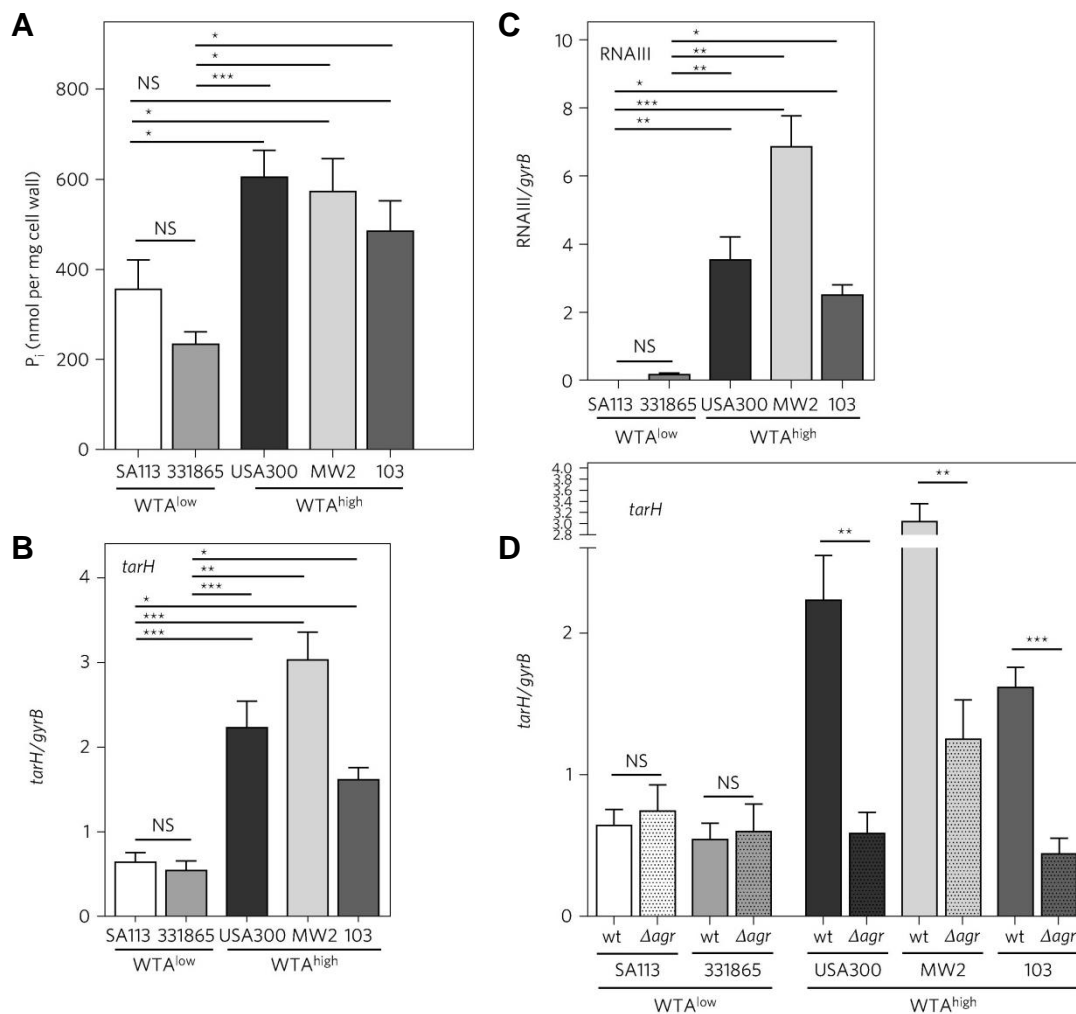 A
*
*
***
NS
*
*
NS
800
600
400
200
0
Pi (nmol per mg cell wall)
SA113 331865 USA300 MW2 103
WTAlow WTAhigh
B
tarH
*
**
***
*
***
***
NS
4
3
2
1
0
tarH/gyrB
SA113 331865 USA300 MW2 103
WTAlow WTAhigh
C
RNAIII
*
**
**
*
***
**
NS
10
8
6
4
2
0
RNAIII/gyrB
SA113 331865 USA300 MW2 103
WTAlow WTAhigh
D
tarH
4.0
3.8
3.6
3.4
3.2
3.0
2.8
2
1
0
tarH/gyrB
NS
NS
**
**
***
wt Δagr wt Δagr wt Δagr wt Δagr wt Δagr
SA113 331865 USA300 MW2 103
WTAlow WTAhigh